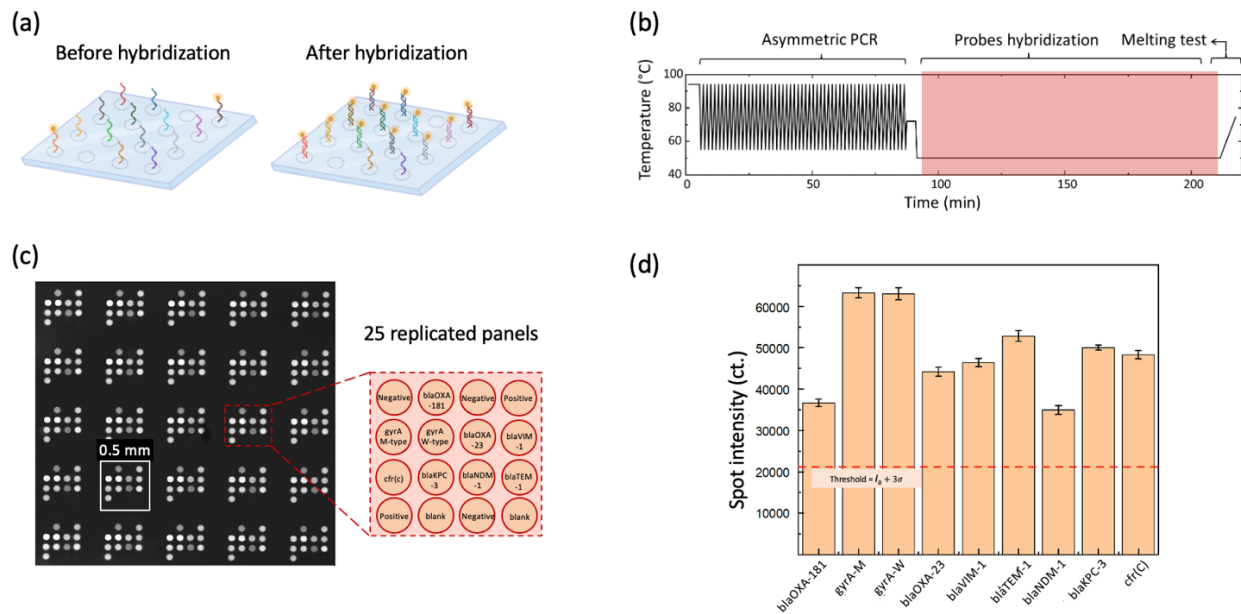 (a)
Before hybridization
After hybridization
(b)
Asymmetric PCR
Probes hybridization
Melting test
Temperature (°C)
100
80
60
40
0
50
100
150
200
Time (min)
(c)
0.5 mm
25 replicated panels
Negative
blaOXA
-181
Negative
Positive
gyrA
M-type
gyrA
W-type
blaOXA
-23
blaVIM
-1
cfr(c)
blaKPC
-3
blaNDM
-1
blaTEM
-1
Positive
blank
Negative
blank
(d)
Spot intensity (ct.)
60000
50000
40000
30000
20000
10000
Threshold = I₀ + 3σ
blaOXA-181
gyrA-M
gyrA-W
blaOXA-23
blaVIM-1
blaTEM-1
blaNDM-1
blaKPC-3
cfr(C)